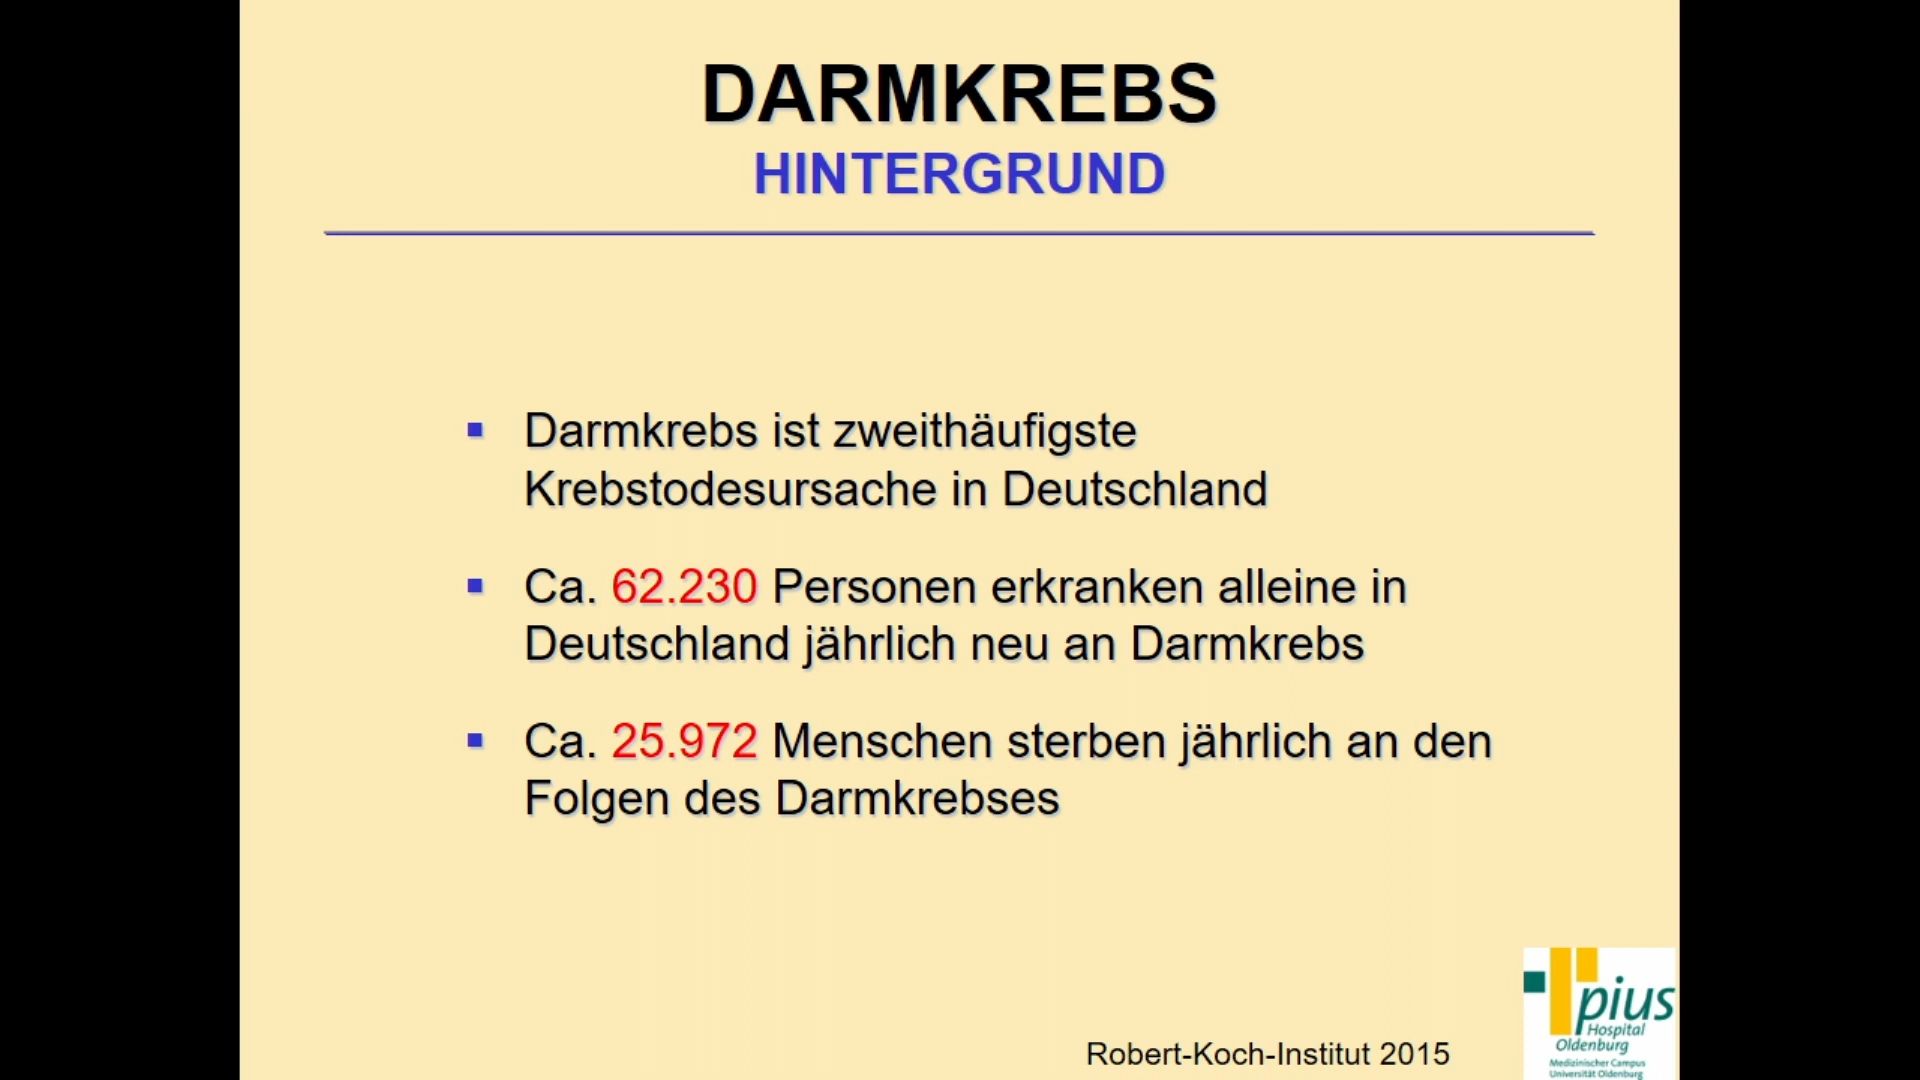 DARMKREBS
HINTERGRUND
Darmkrebs ist zweithäufigste
Krebstodesursache in Deutschland
Ca. 62.230 Personen erkranken alleine in
Deutschland jährlich neu an Darmkrebs
Ca. 25.972 Menschen sterben jährlich an den
Folgen des Darmkrebses
Robert-Koch-Institut 2015
pius
Hospital
Oldenburg
Medizinischer Campus
Universität Oldenburg